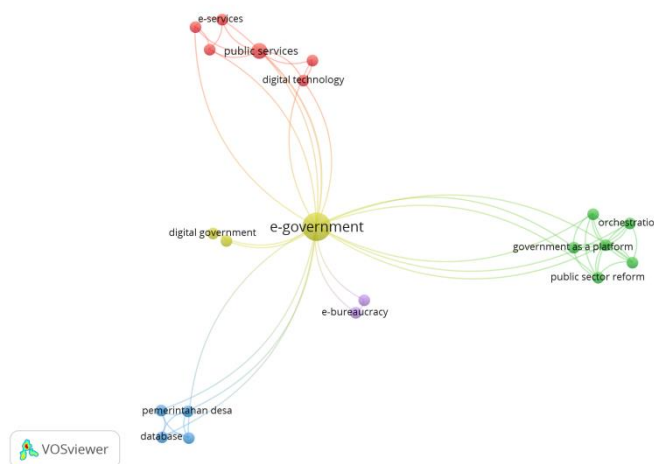 e-services
public services
digital technology
orchestratio
digital government
e-government
government as a platform
public sector reform
e-bureaucracy
pemerintahan desa
database
VOSviewer